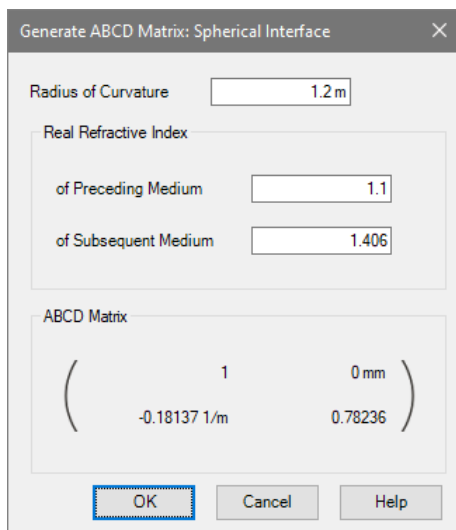 Generate ABCD Matrix: Spherical Interface
Radius of Curvature 1.2 m
Real Refractive Index
of Preceding Medium 1.1
of Subsequent Medium 1.406
ABCD Matrix
1 0 mm
-0.18137 1/m 0.78236
OK Cancel Help